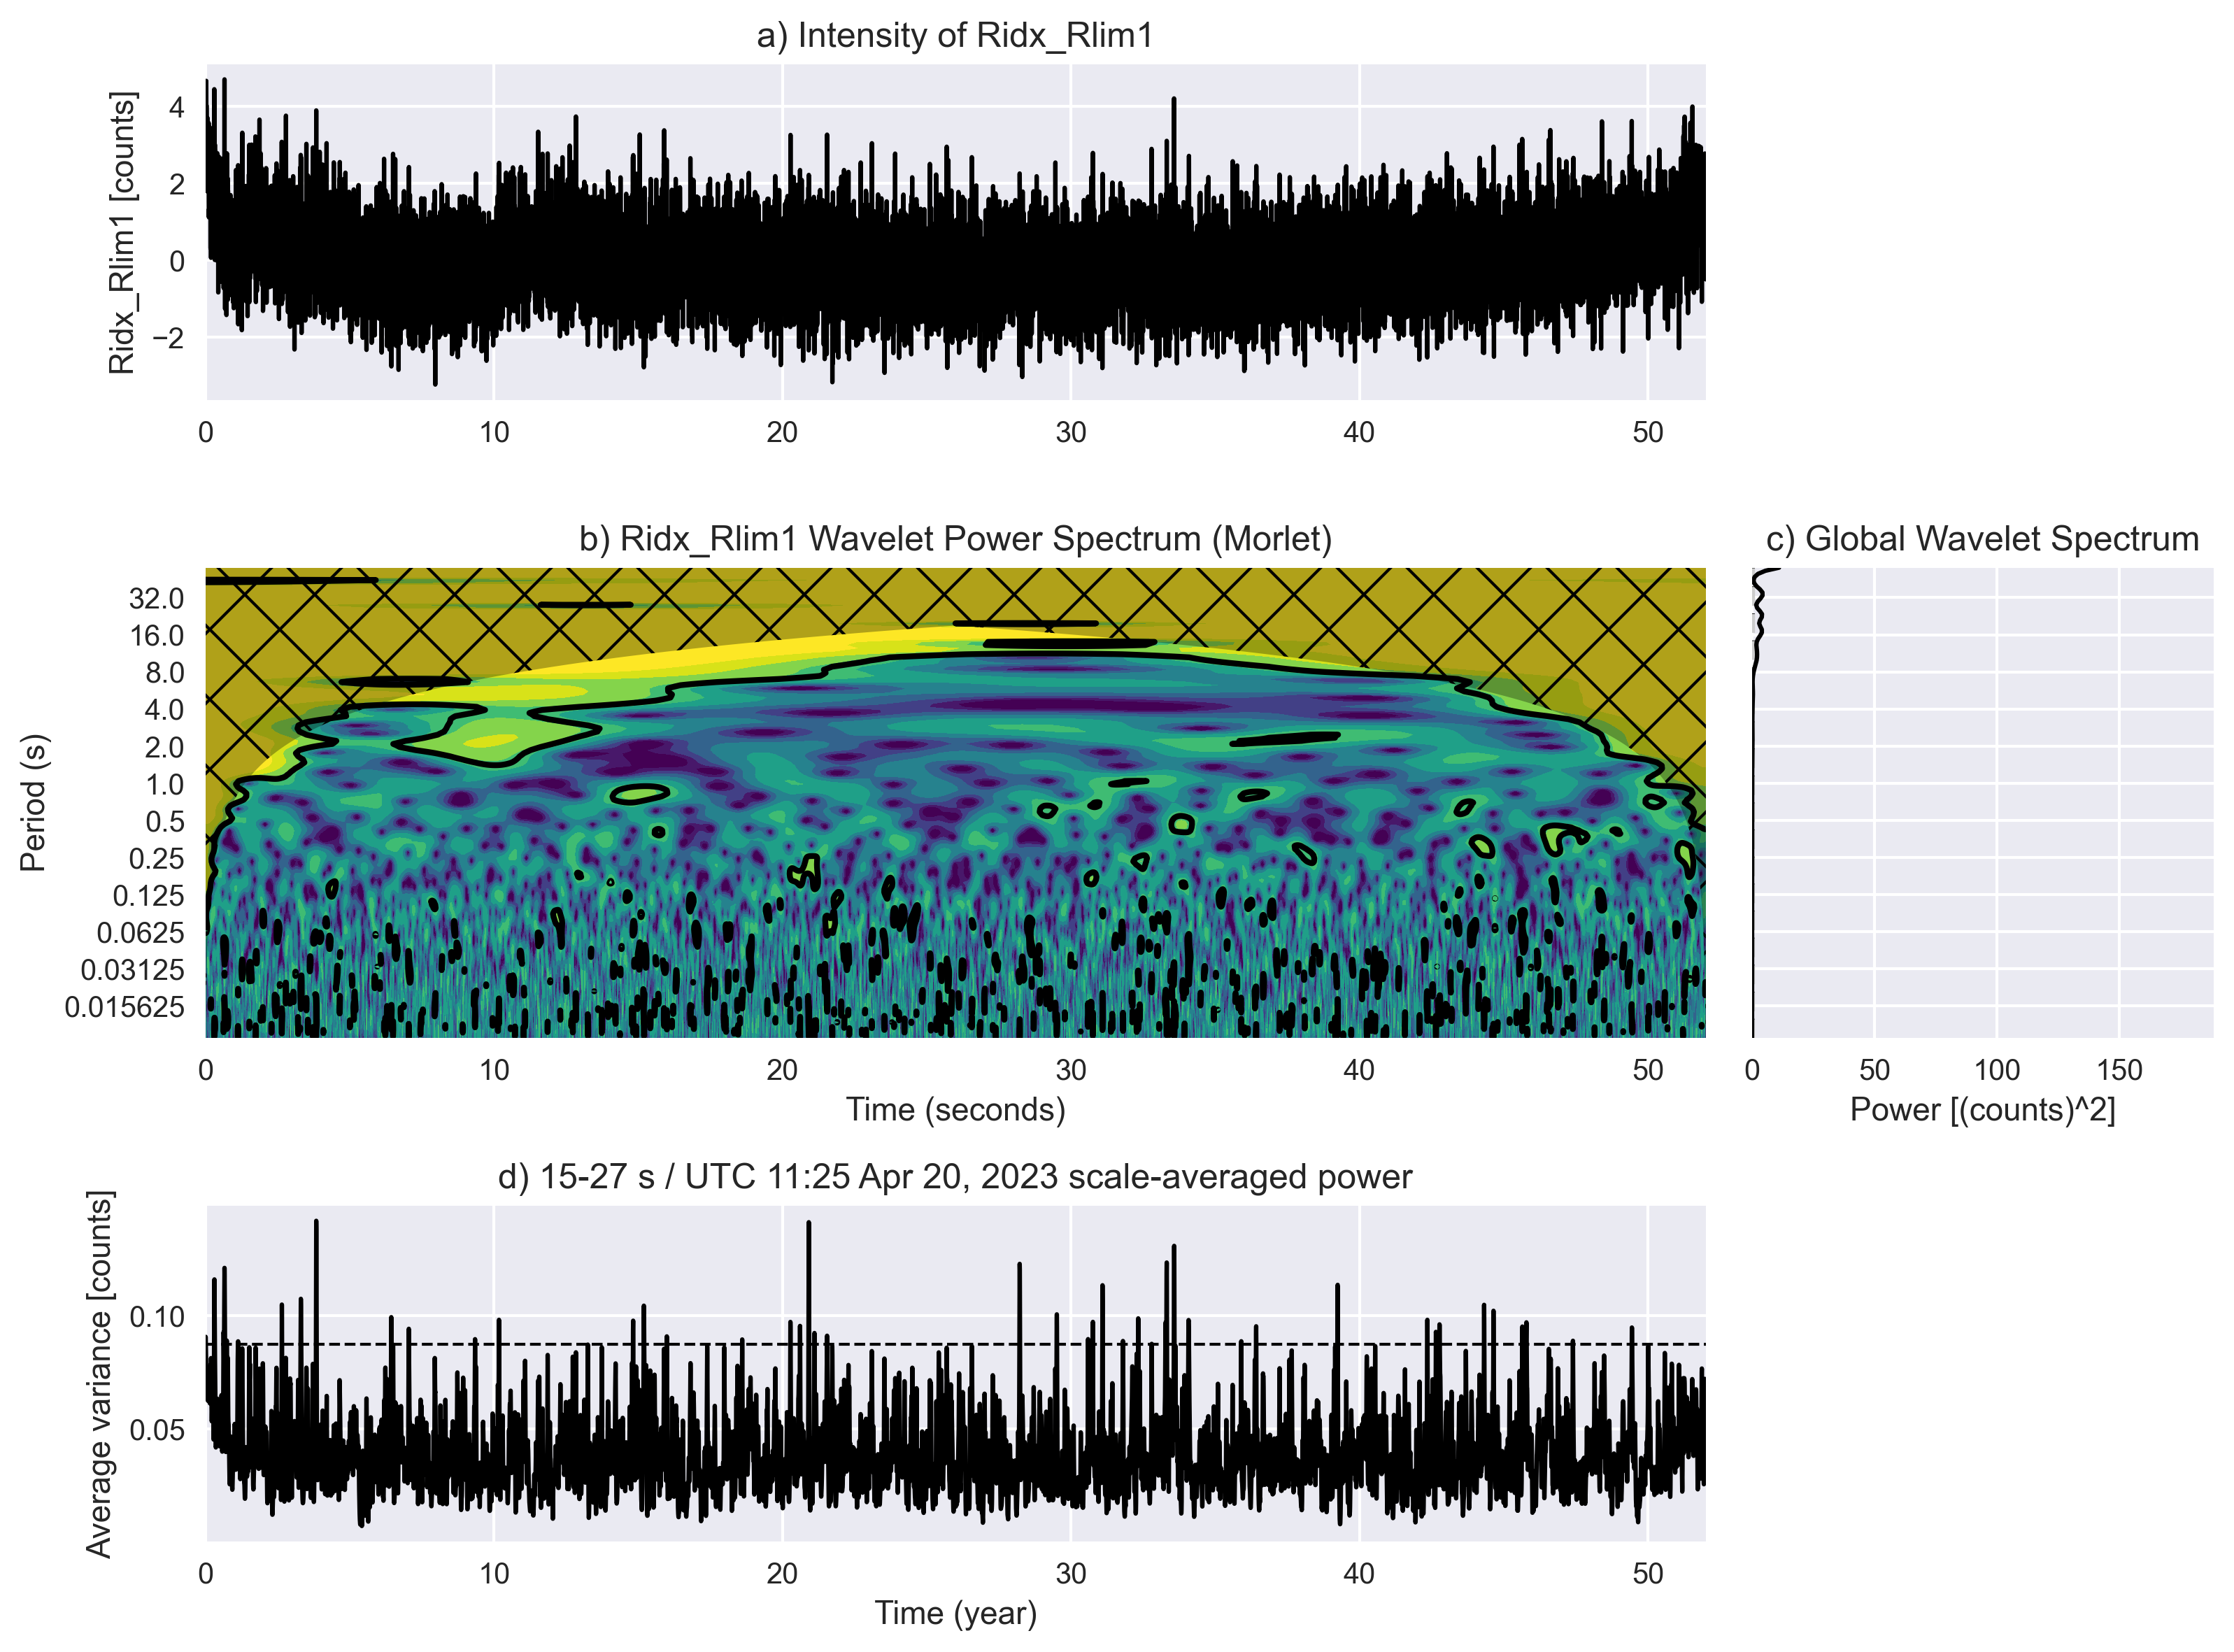 a) Intensity of Ridx_Rlim1
Ridx_Rlim1 [counts]
4
2
0
−2
0 10 20 30 40 50
b) Ridx_Rlim1 Wavelet Power Spectrum (Morlet)
Period (s)
32.0
16.0
8.0
4.0
2.0
1.0
0.5
0.25
0.125
0.0625
0.03125
0.015625
0 10 20 30 40 50
Time (seconds)
c) Global Wavelet Spectrum
0 50 100 150
Power [(counts)^2]
d) 15-27 s / UTC 11:25 Apr 20, 2023 scale-averaged power
Average variance [counts]
0.10
0.05
0 10 20 30 40 50
Time (year)